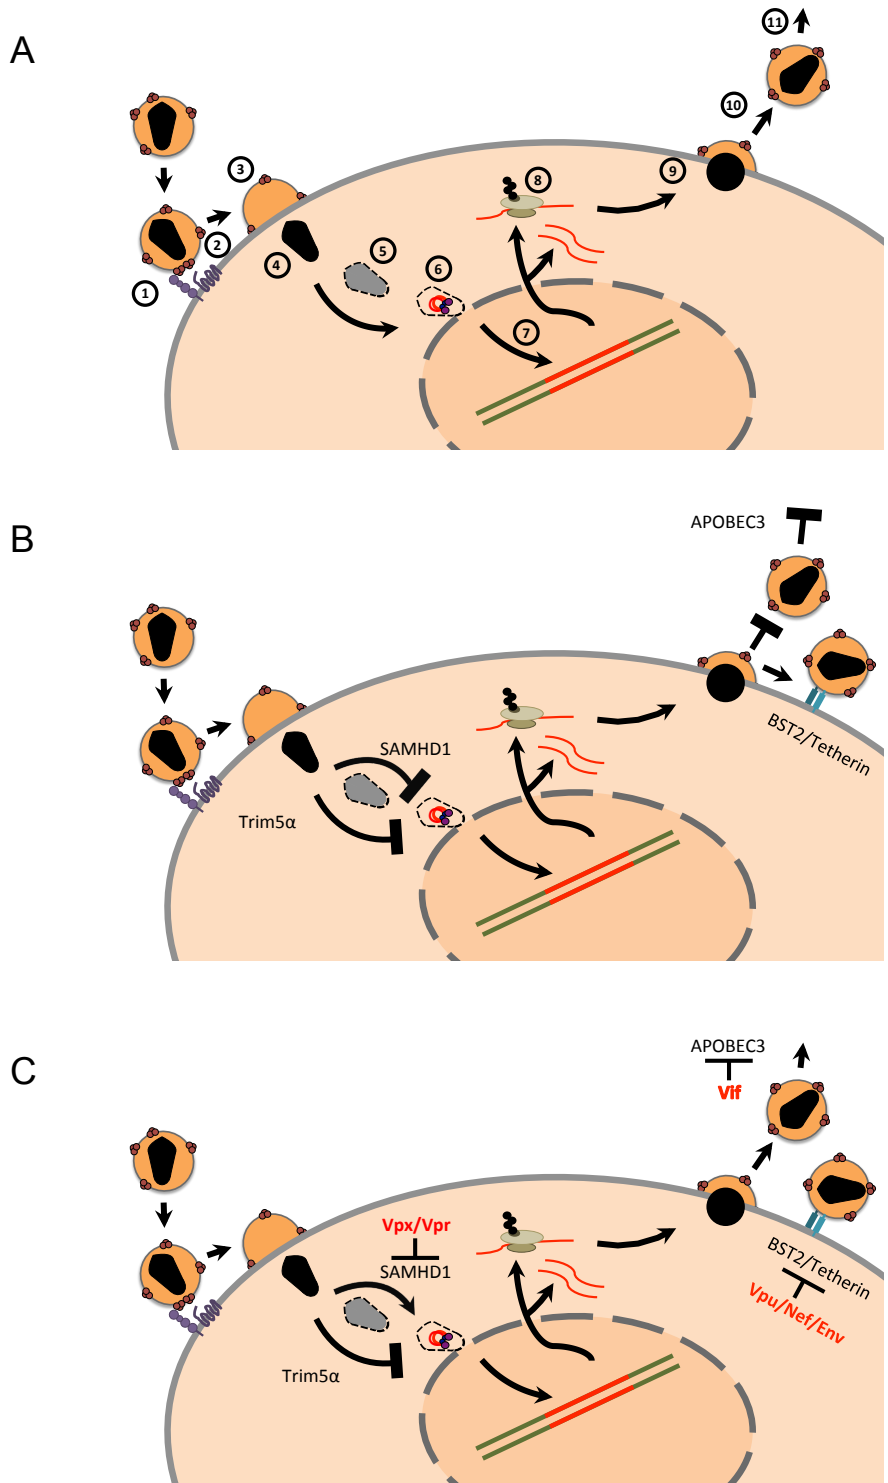 A
11
10
3
9
8
2
5
4
6
1
7
B
APOBEC3
BST2/Tetherin
SAMHD1
Trim5α
C
APOBEC3
Vif
Vpx/Vpr
SAMHD1
BST2/Tetherin
Vpu/Nef/Env
Trim5α